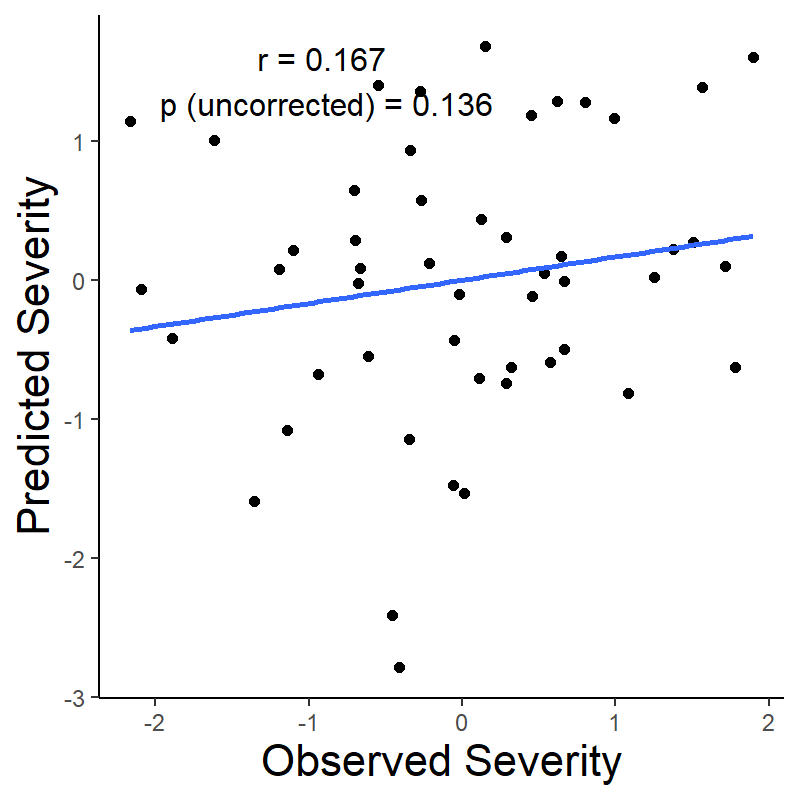 r = 0.167
p (uncorrected) = 0.136
Predicted Severity
1
0
-1
-2
-3
-2
-1
0
1
2
Observed Severity